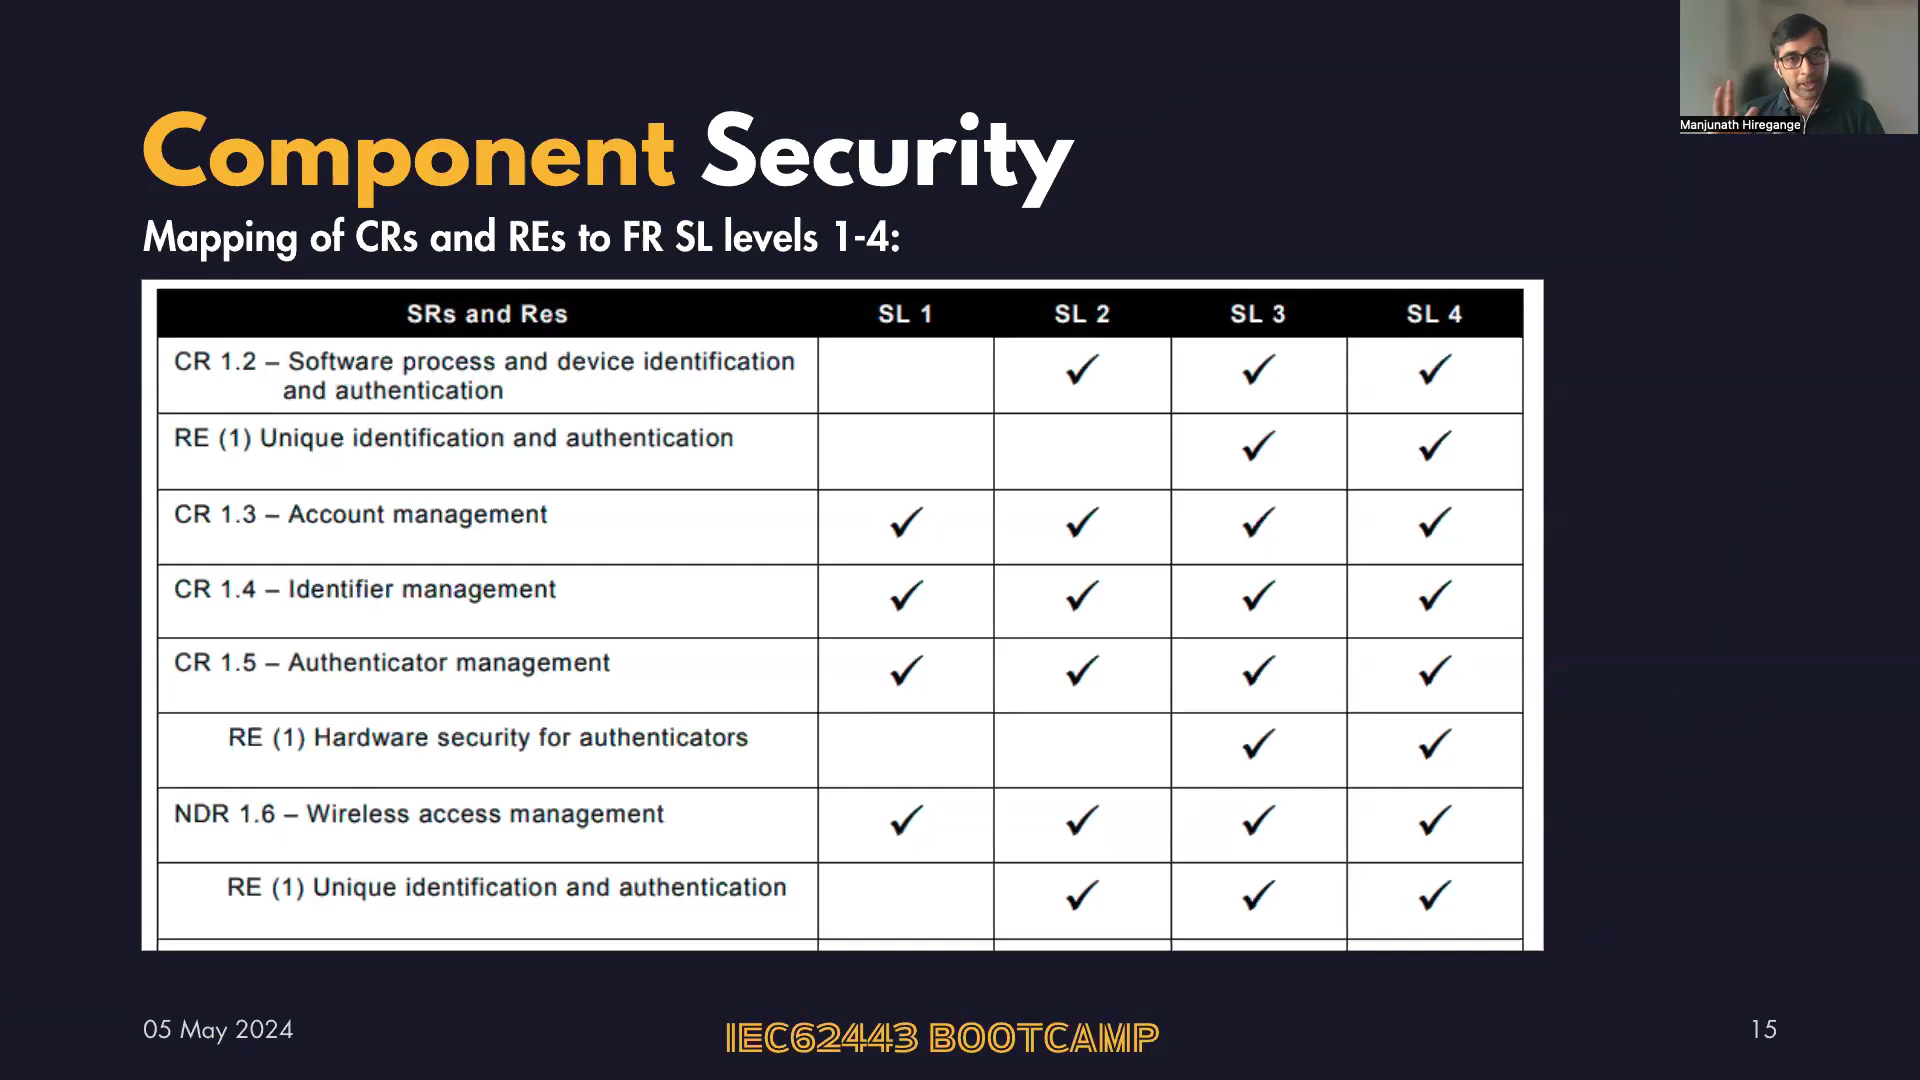 Manjunath Hiregange
Component Security
Mapping of CRs and REs to FR SL levels 1-4:
SRs and Res SL 1 SL 2 SL 3 SL 4
CR 1.2 – Software process and device identification
and authentication ✓ ✓ ✓
RE (1) Unique identification and authentication ✓ ✓
CR 1.3 – Account management ✓ ✓ ✓ ✓
CR 1.4 – Identifier management ✓ ✓ ✓ ✓
CR 1.5 – Authenticator management ✓ ✓ ✓ ✓
RE (1) Hardware security for authenticators ✓ ✓
NDR 1.6 – Wireless access management ✓ ✓ ✓ ✓
RE (1) Unique identification and authentication ✓ ✓ ✓
05 May 2024
IEC62443 BOOTCAMP
15